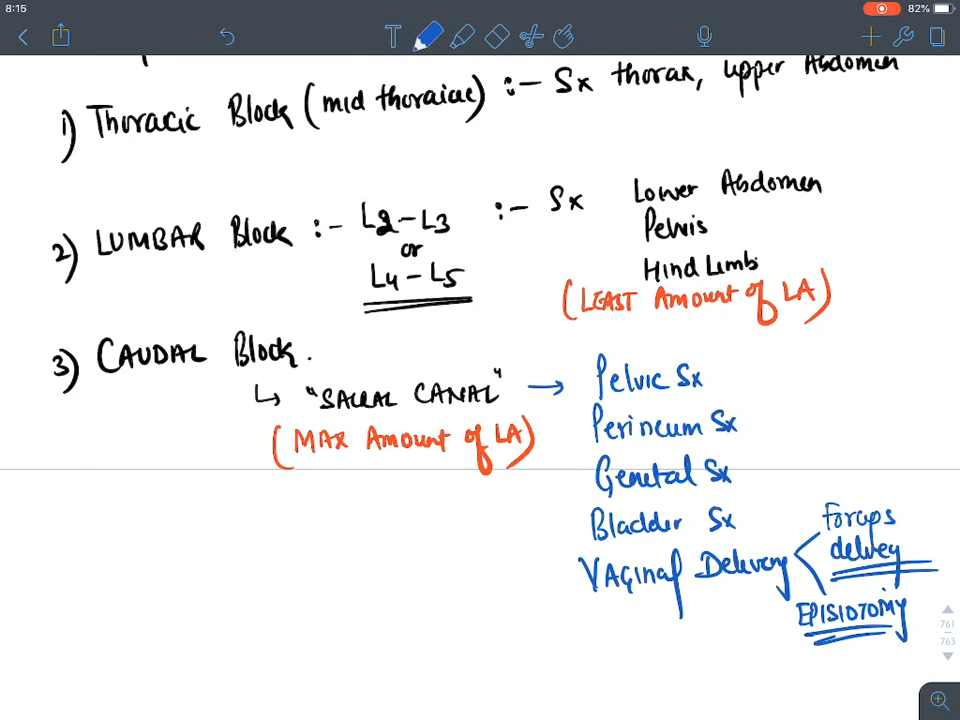 8:15
82%
T
1) Thoracic Block (mid thoraiac) :- Sx thorax, upper Abdomen
2) LUMBAR Block :- L2-L3 :- Sx Lower Abdomen
or
L4-L5
Pelvis
Hind Limbs
(LEAST Amount of LA)
3) CAUDAL Block.
↳ "SACRAL CANAL" → Pelvic Sx
(MAX Amount of LA)
Perineum Sx
Genetal Sx
Bladder Sx
VAginal Delivery
Forceps
delivey
EPISIOTOMY
761
763